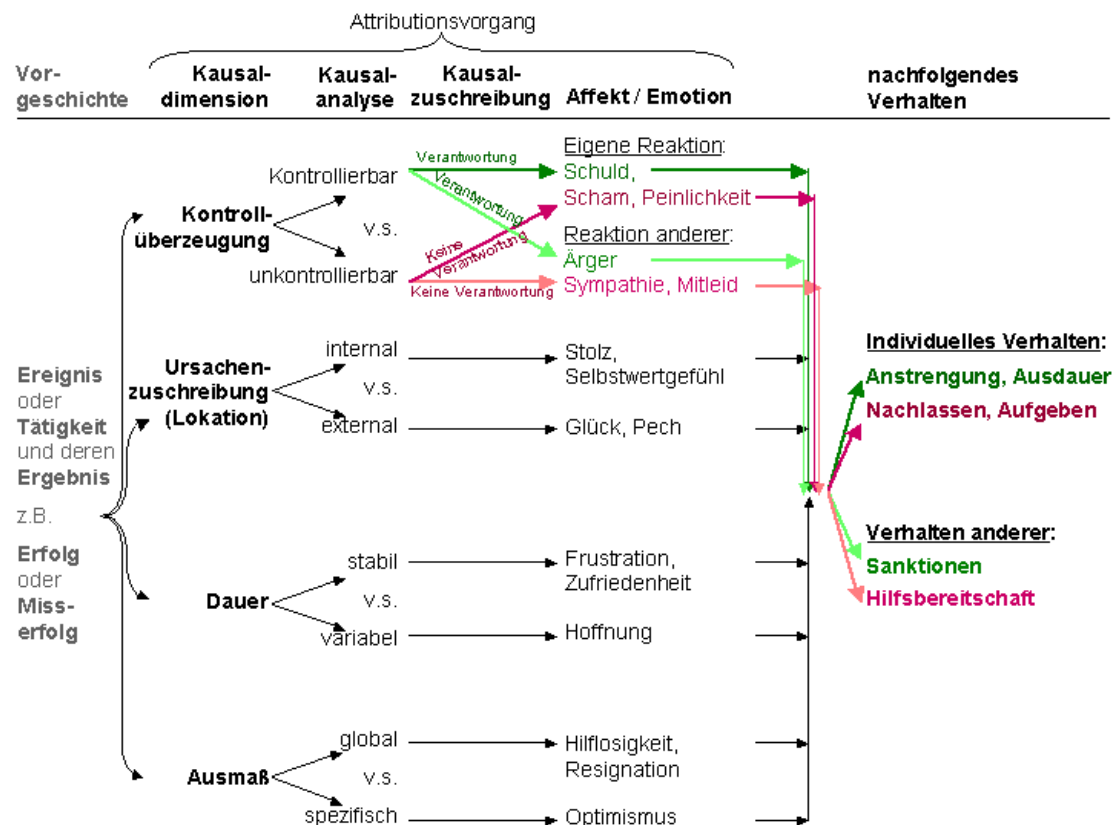 Attributionsvorgang
Vor-
geschichte
Kausal-
dimension
Kausal-
analyse
Kausal-
zuschreibung
Affekt / Emotion
nachfolgendes
Verhalten
Ereignis
oder
Tätigkeit
und deren
Ergebnis
z.B.
Erfolg
oder
Miss-
erfolg
Kontroll-
überzeugung
Kontrollierbar
v.s.
unkontrollierbar
Verantwortung
Verantwortung
Keine
Verantwortung
Keine Verantwortung
Eigene Reaktion:
Schuld,
Scham, Peinlichkeit
Reaktion anderer:
Ärger
Sympathie, Mitleid
Ursachen-
zuschreibung
(Lokation)
internal
v.s.
external
Stolz,
Selbstwertgefühl
Glück, Pech
Dauer
stabil
v.s.
variabel
Frustration,
Zufriedenheit
Hoffnung
Ausmaß
global
v.s.
spezifisch
Hilflosigkeit,
Resignation
Optimismus
Individuelles Verhalten:
Anstrengung, Ausdauer
Nachlassen, Aufgeben
Verhalten anderer:
Sanktionen
Hilfsbereitschaft